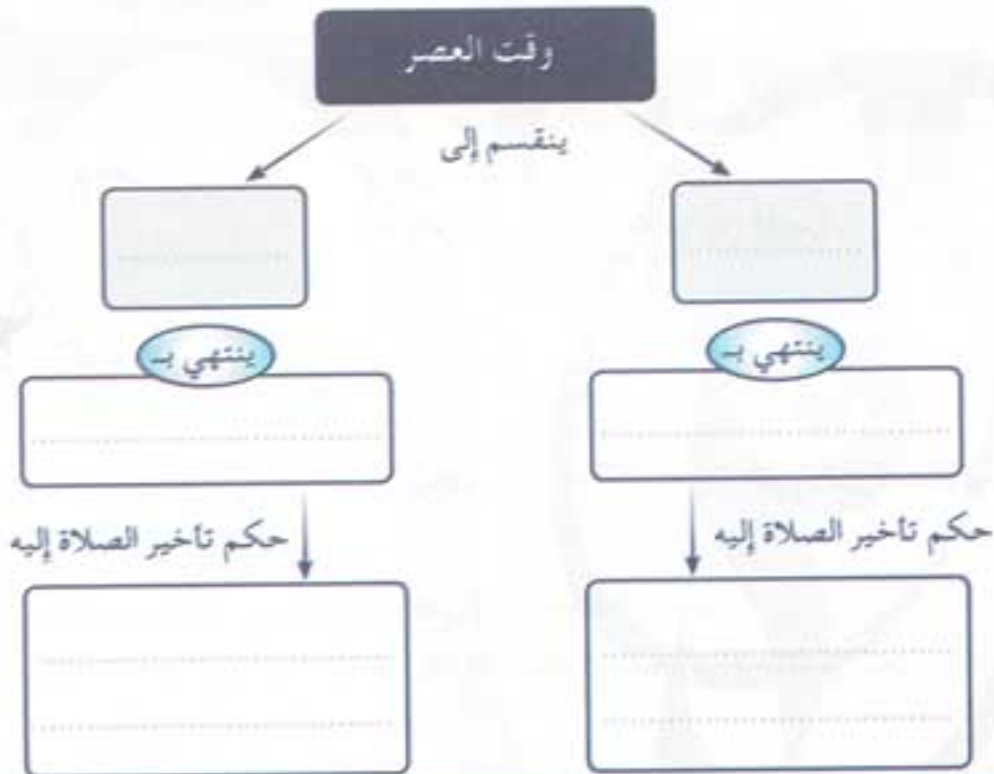 وقت العصر
ينقسم إلى
ينتهي بـ
ينتهي بـ
حكم تأخير الصلاة إليه
حكم تأخير الصلاة إليه